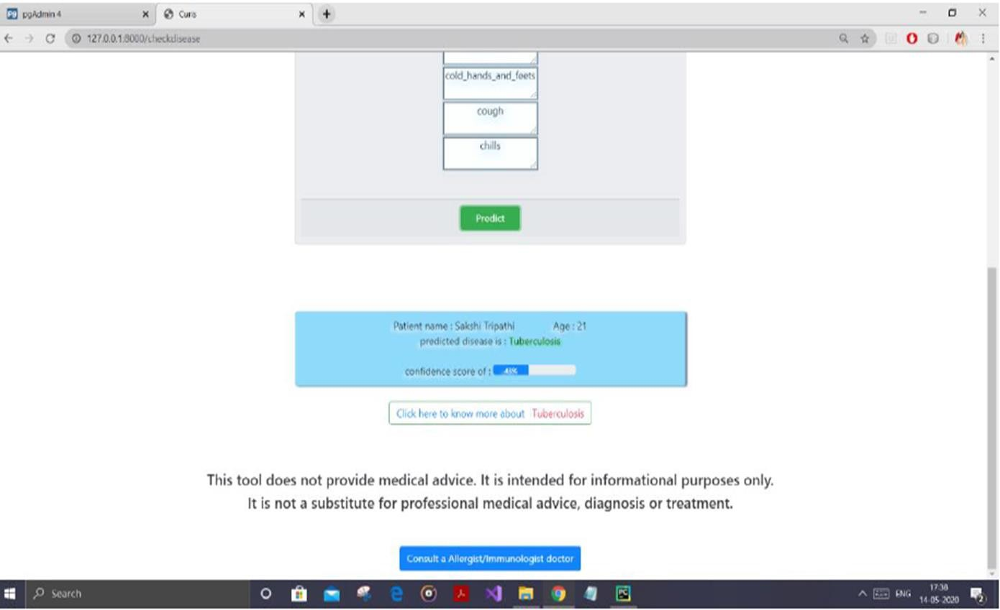 pgAdmin 4
Curis
127.0.0.1:8000/checkdisease
cold_hands_and_feets
cough
chills
Predict
Patient name : Sakshi Tripathi Age : 21
predicted disease is : Tuberculosis
confidence score of :
Click here to know more about Tuberculosis
This tool does not provide medical advice. It is intended for informational purposes only.
It is not a substitute for professional medical advice, diagnosis or treatment.
Consult a Allergist/Immunologist doctor
Search
ENG
17:38
14-05-2020